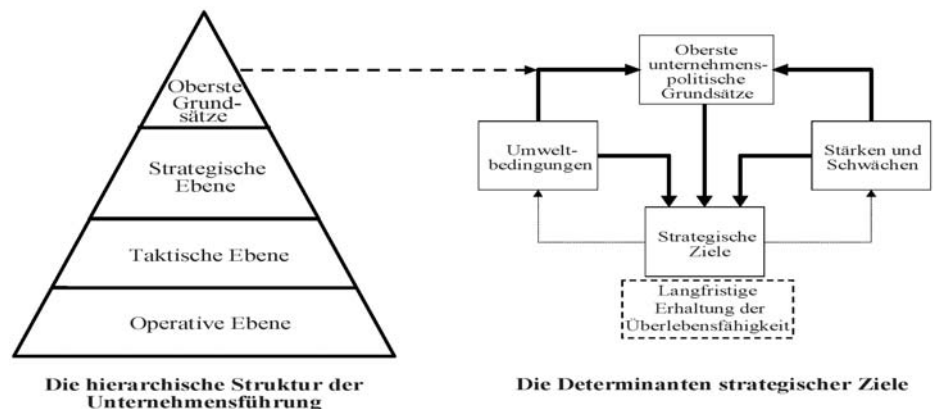 Oberste
Grund-
sätze
Strategische
Ebene
Taktische Ebene
Operative Ebene
Die hierarchische Struktur der
Unternehmensführung
Oberste
unternehmens-
politische
Grundsätze
Umwelt-
bedingungen
Stärken und
Schwächen
Strategische
Ziele
Langfristige
Erhaltung der
Überlebensfähigkeit
Die Determinanten strategischer Ziele